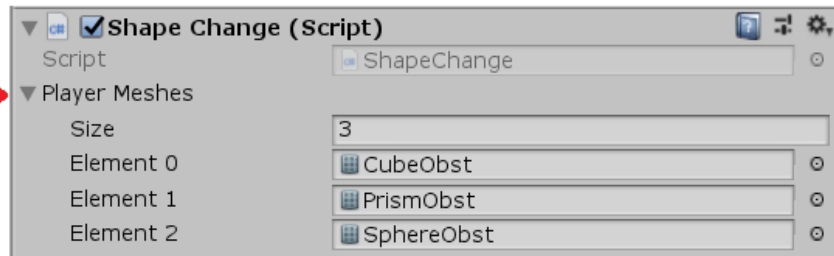 Shape Change (Script)
Script ShapeChange
Player Meshes
Size 3
Element 0 CubeObst
Element 1 PrismObst
Element 2 SphereObst